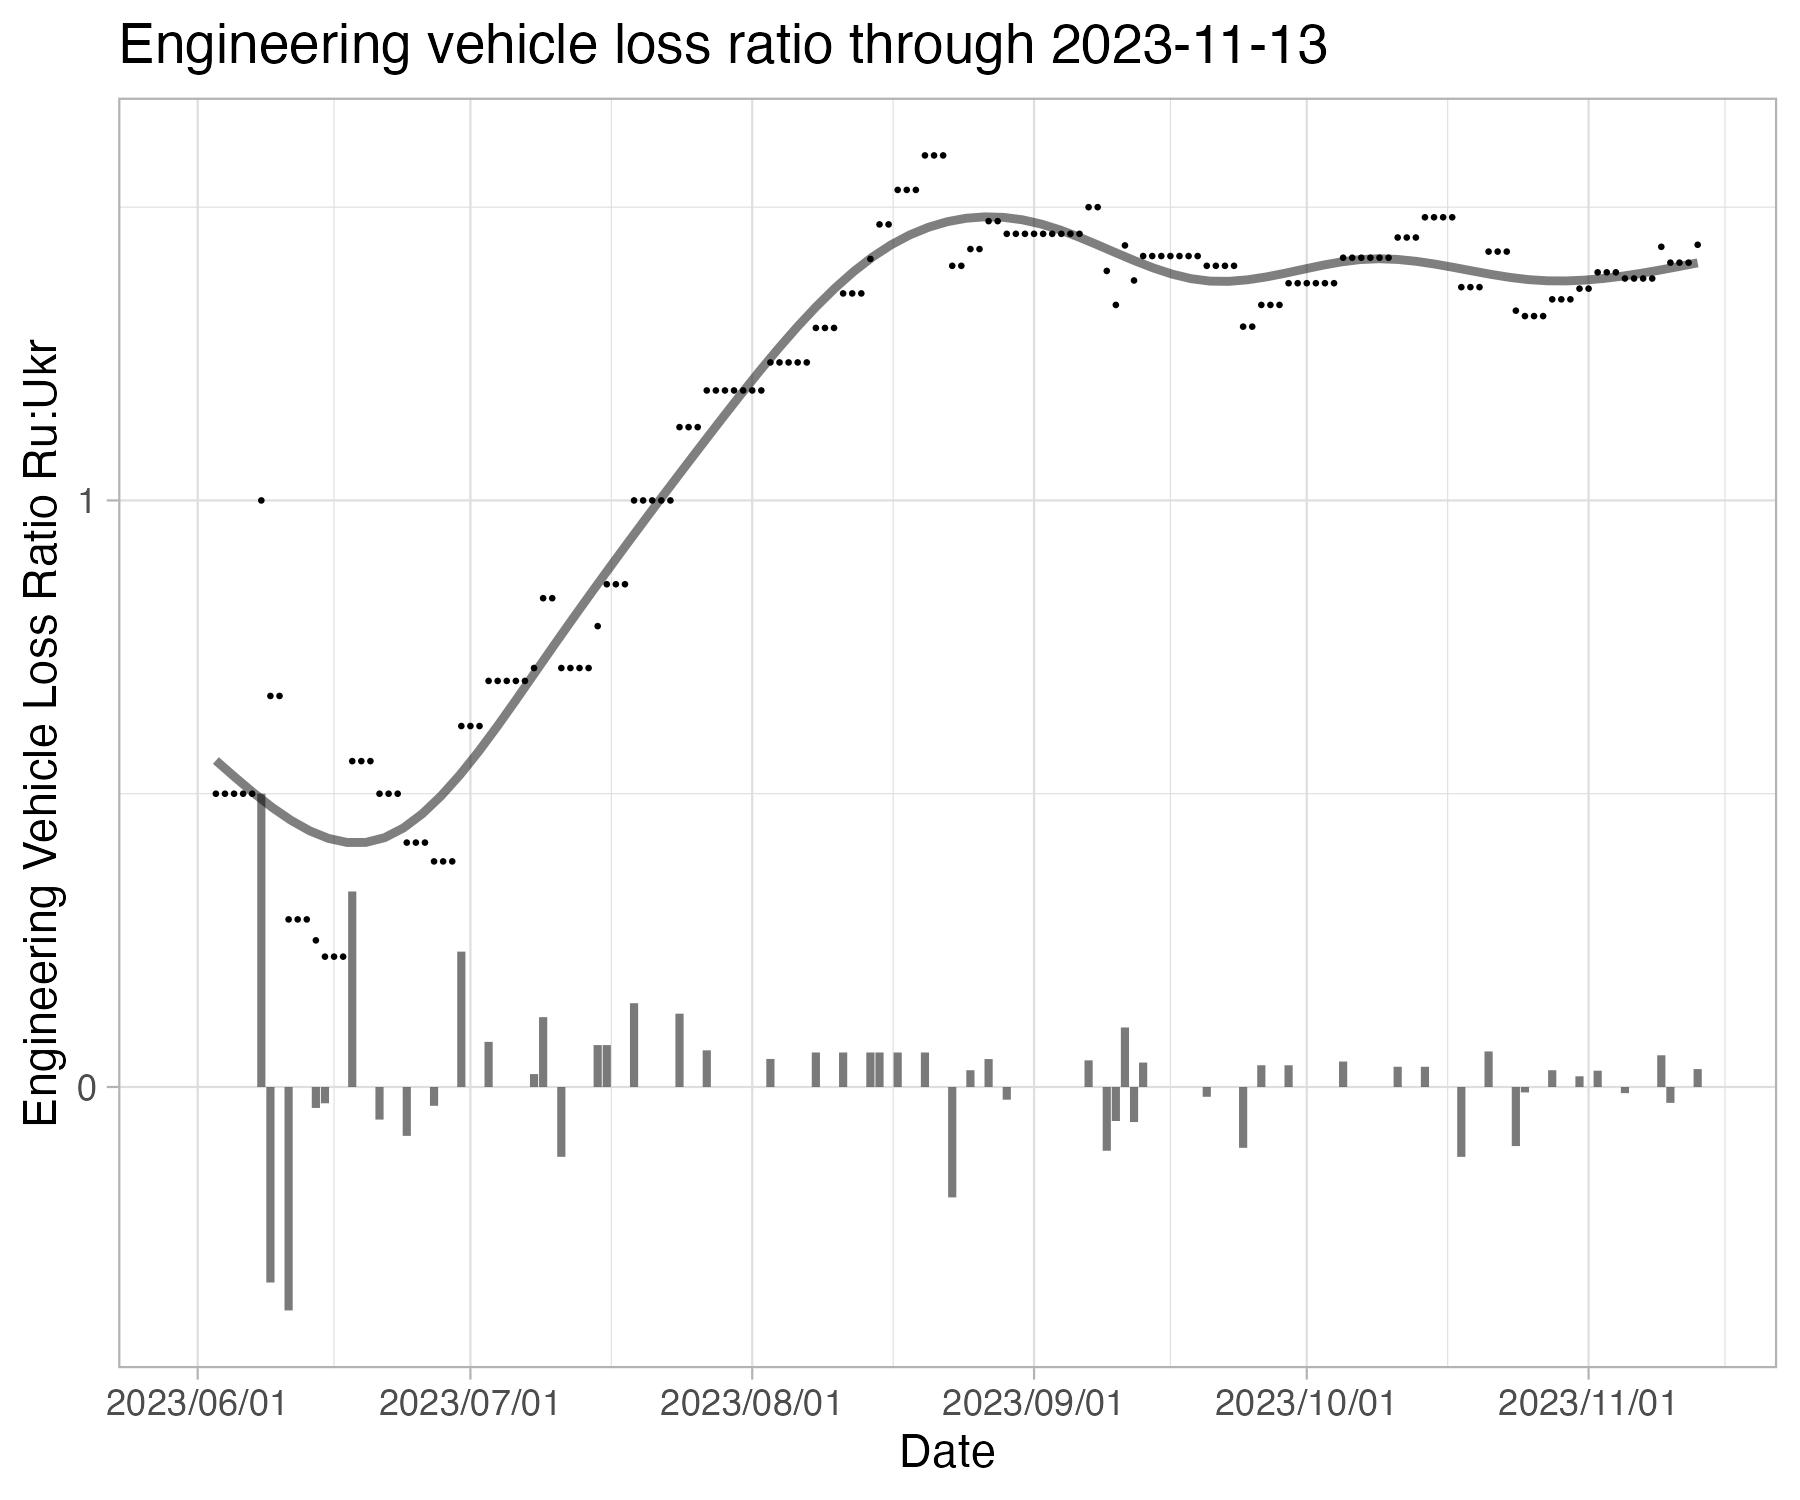 Engineering vehicle loss ratio through 2023-11-13
Engineering Vehicle Loss Ratio Ru:Ukr
1
0
2023/06/01
2023/07/01
2023/08/01
2023/09/01
2023/10/01
2023/11/01
Date